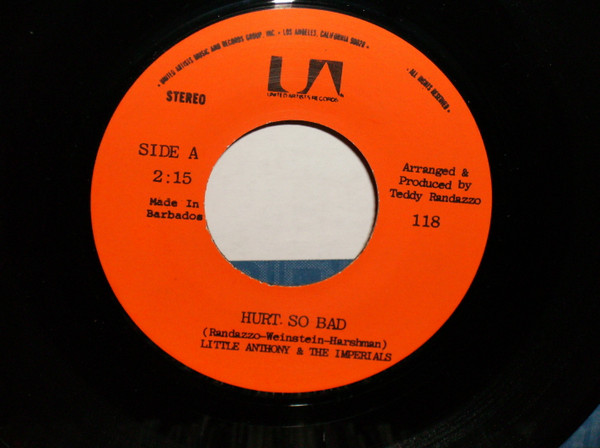 • UNITED ARTISTS MUSIC AND RECORDS GROUP, INC. • LOS ANGELES, CALIFORNIA 90028 • ALL RIGHTS RESERVED •
UA
UNITED ARTISTS RECORDS
STEREO
SIDE A
2:15
Made In
Barbados
Arranged &
Produced by
Teddy Randazzo
118
HURT SO BAD
(Randazzo-Weinstein-Harshman)
LITTLE ANTHONY & THE IMPERIALS